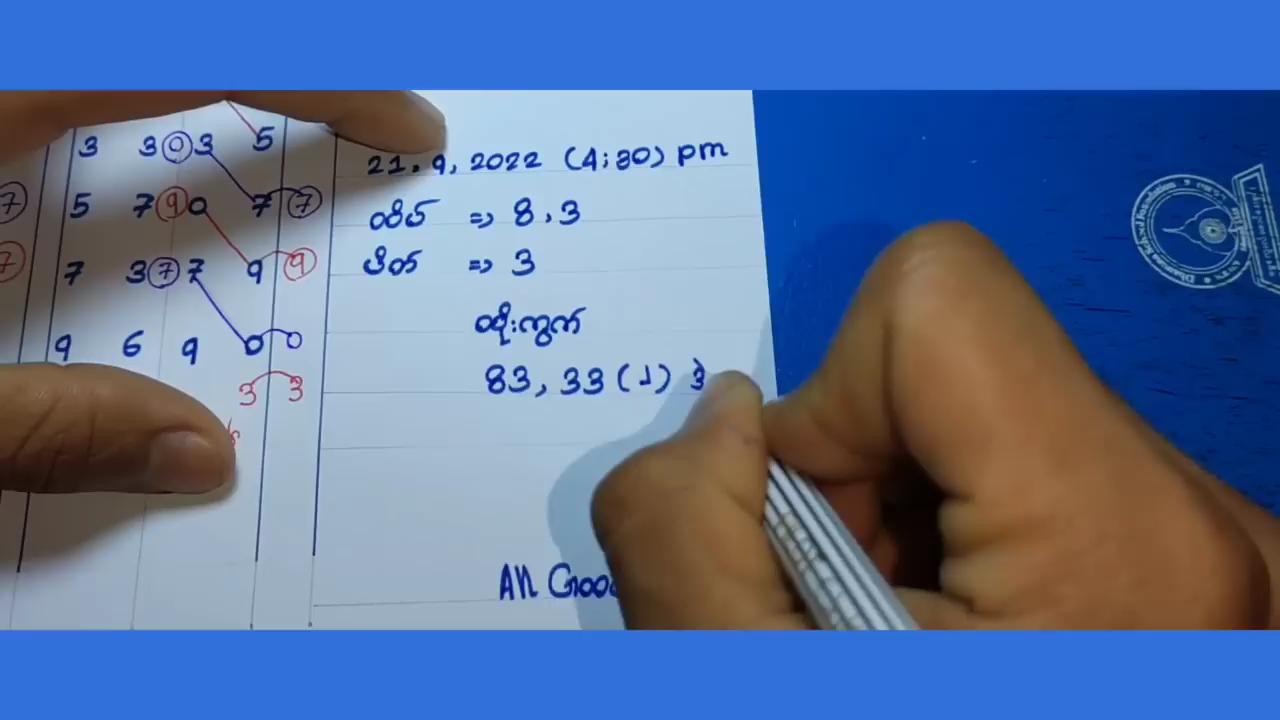 3 3 0 3 5
7 5 7 9 0 7 7
7 7 3 7 7 9 9
9 6 9 0 0
3 3
21. 9, 2022 (4:30) pm
ထိပ် => 8, 3
ပိတ် => 3
ထိုးကွက်
83, 33 (၂)
All Good
Foundation